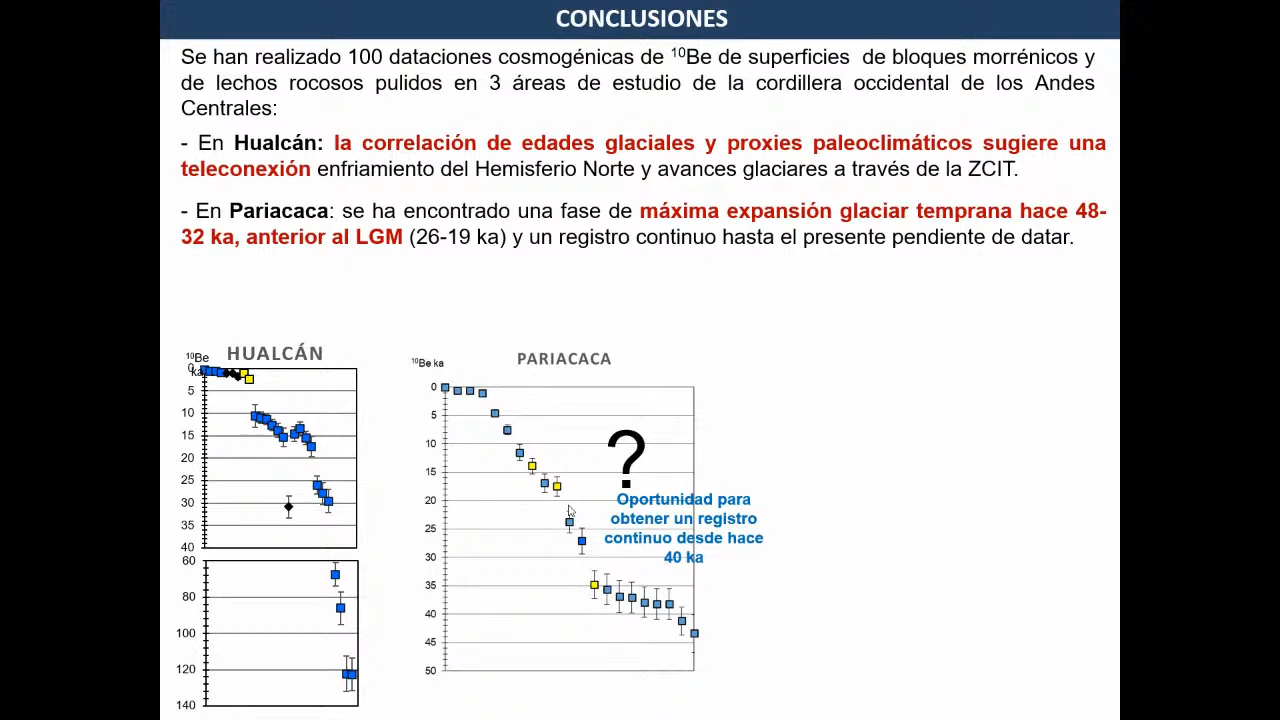 CONCLUSIONES
Se han realizado 100 dataciones cosmogénicas de ¹⁰Be de superficies de bloques morrénicos y
de lechos rocosos pulidos en 3 áreas de estudio de la cordillera occidental de los Andes
Centrales:
- En Hualcán: la correlación de edades glaciales y proxies paleoclimáticos sugiere una
teleconexión enfriamiento del Hemisferio Norte y avances glaciares a través de la ZCIT.
- En Pariacaca: se ha encontrado una fase de máxima expansión glaciar temprana hace 48-
32 ka, anterior al LGM (26-19 ka) y un registro continuo hasta el presente pendiente de datar.
HUALCÁN
¹⁰Be
ka
0
5
10
15
20
25
30
35
40
60
80
100
120
140
PARIACACA
¹⁰Be ka
0
5
10
15
20
25
30
35
40
45
50
?
Oportunidad para
obtener un registro
continuo desde hace
40 ka